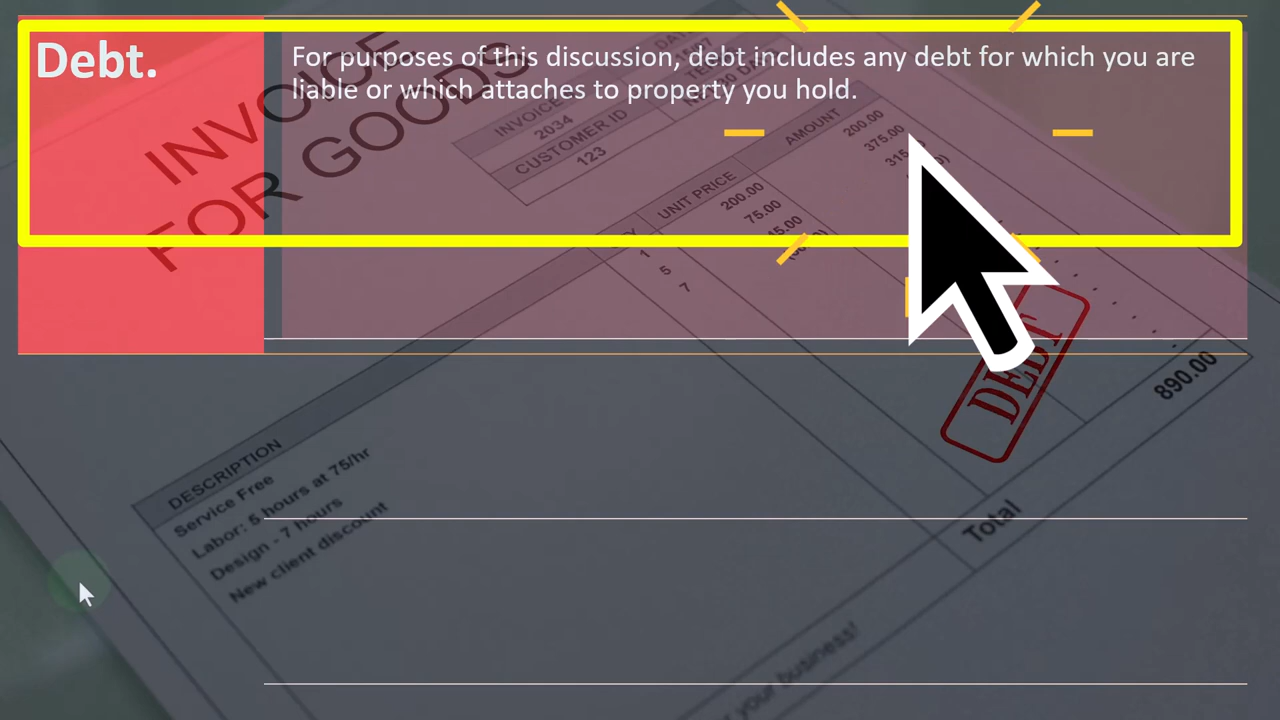 Debt.
For purposes of this discussion, debt includes any debt for which you are
liable or which attaches to property you hold.
INVOICE
FOR GOODS
INVOICE
2034
CUSTOMER ID
123
AMOUNT
200.00
375.00
UNIT PRICE
200.00
75.00
1
5
7
DESCRIPTION
Service Free
Labor: 5 hours at 75/hr
Design - 7 hours
New client discount
DEBT
Total
890.00
your business!